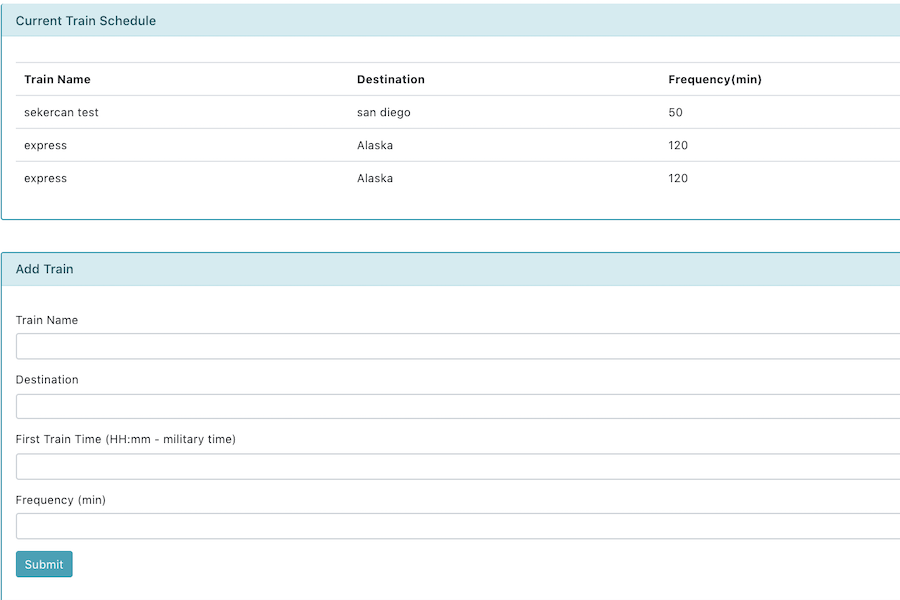 Current Train Schedule
Train Name Destination Frequency(min)
sekercan test san diego 50
express Alaska 120
express Alaska 120
Add Train
Train Name
Destination
First Train Time (HH:mm - military time)
Frequency (min)
Submit